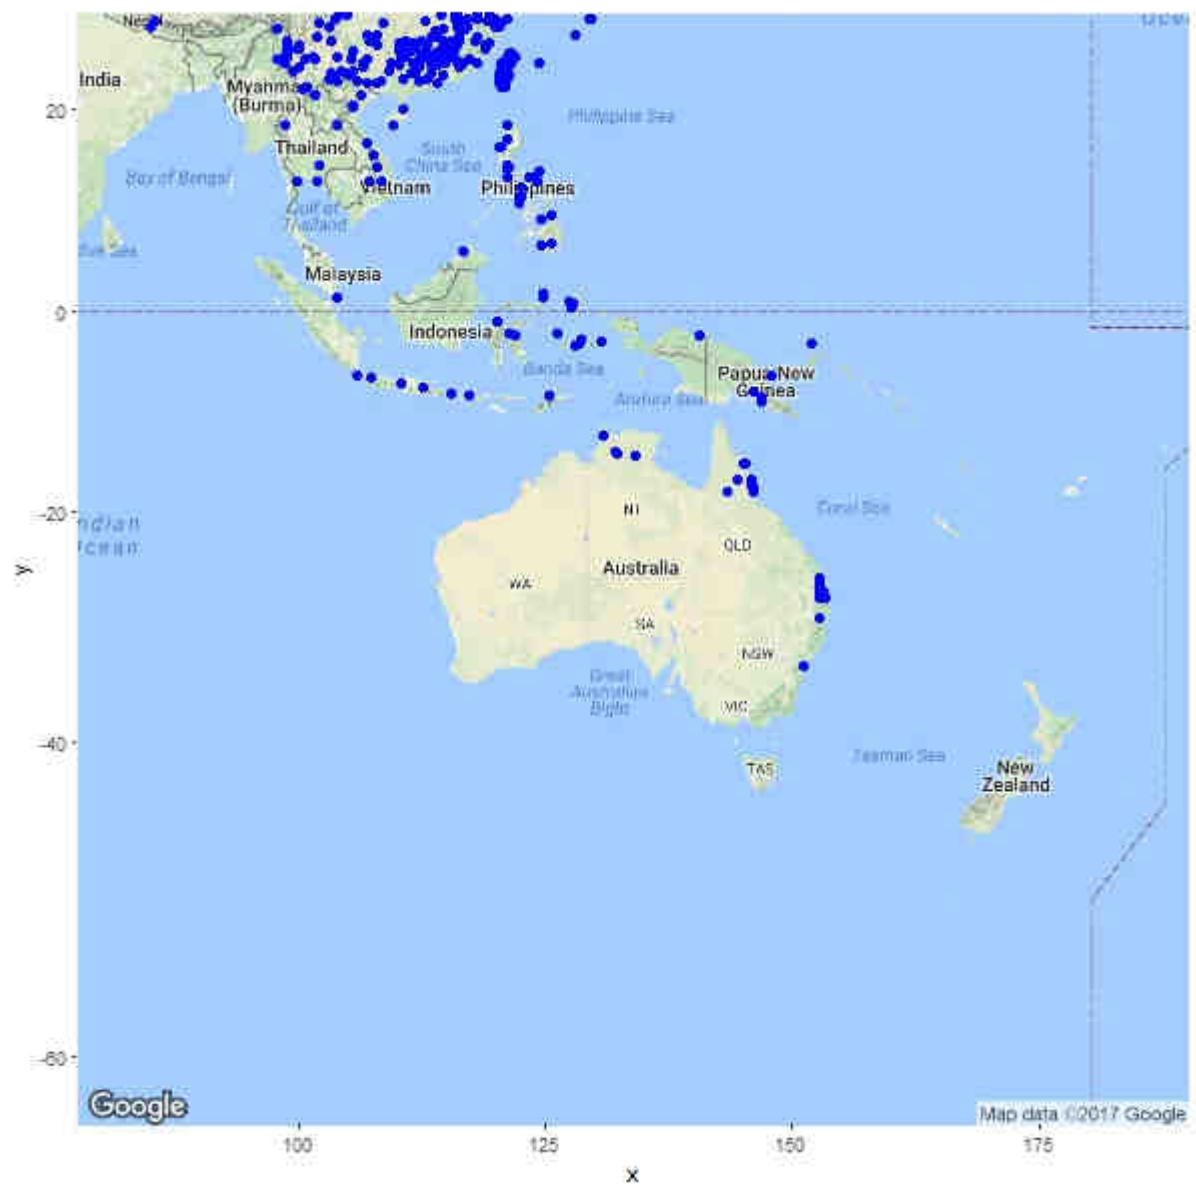 Nepal
India
Myanma
(Burma)
20
Philippine Sea
Thailand
South
China Sea
Bay of Bengal
Vietnam
Philippines
Gulf of
Thailand
Malaysia
0
Indonesia
Banda Sea
Papua New
Guinea
Arafura Sea
NT
Coral Sea
-20
ndian
cean
QLD
Australia
WA
y
SA
NSW
Great
Australian
Bight
VIC
-40
Tasman Sea
TAS
New
Zealand
-60
Google
Map data ©2017 Google
100
125
150
175
x